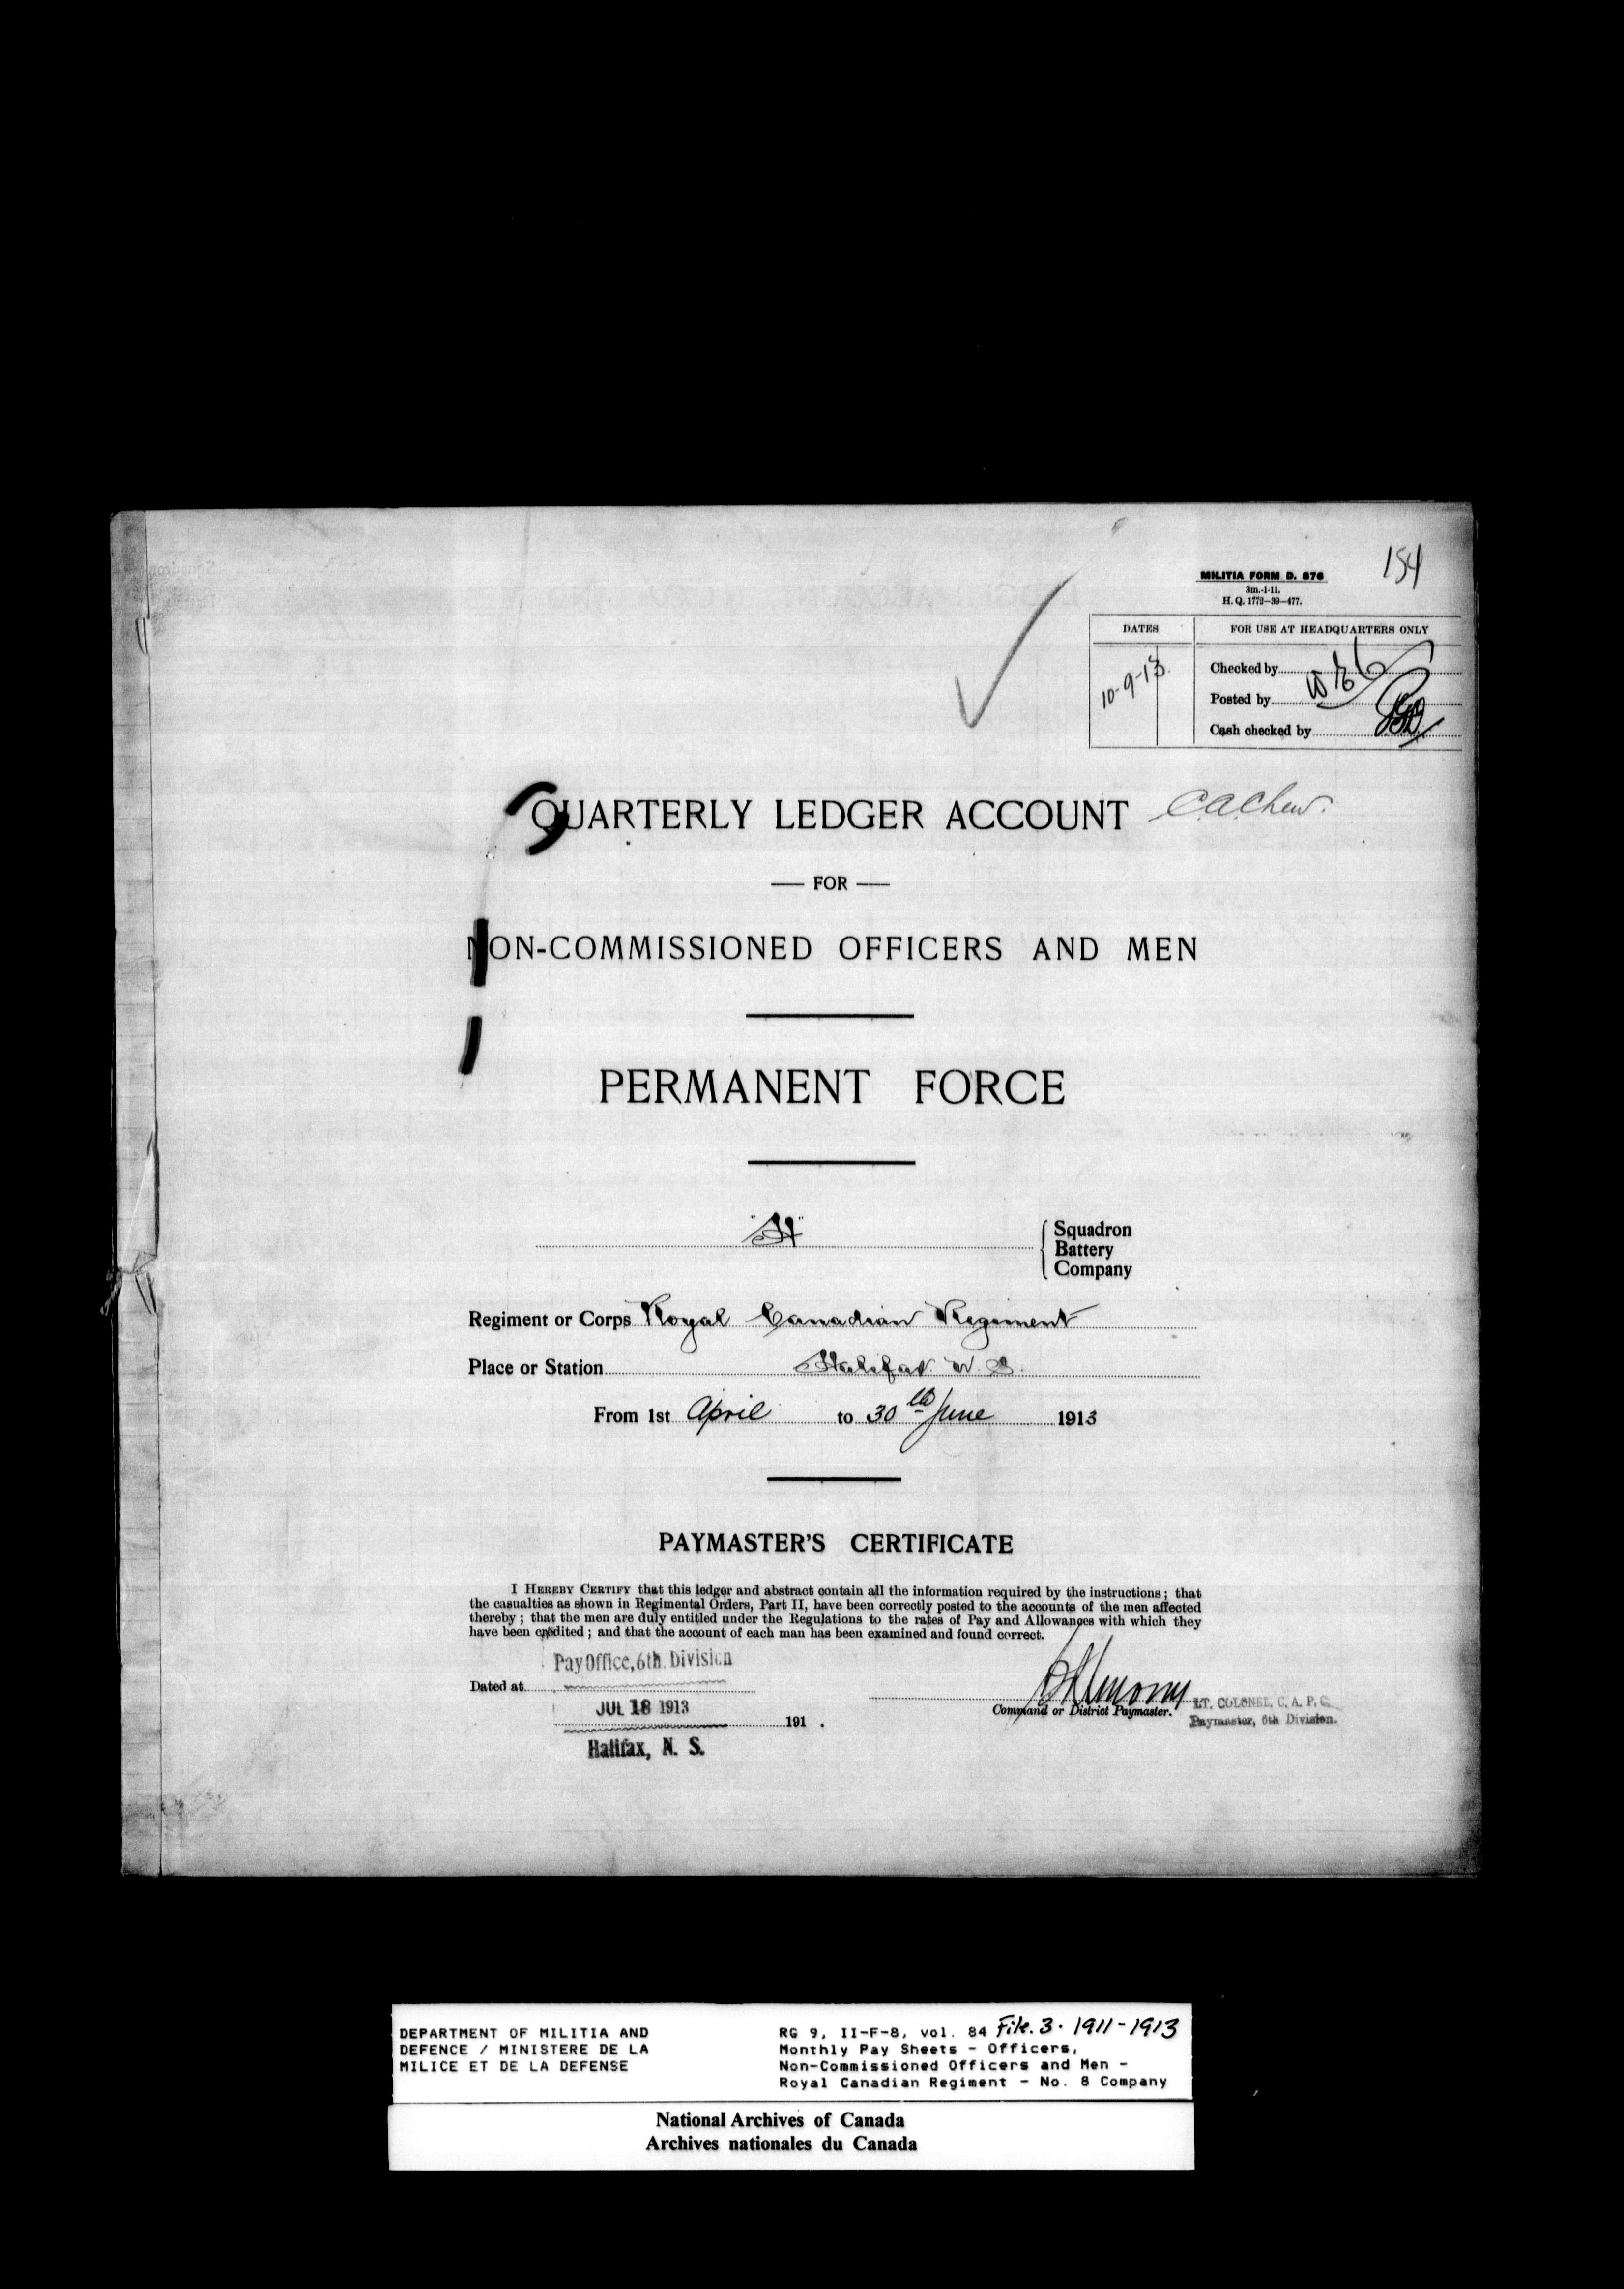 154
MILITIA FORM D. 876
3m.-1-11.
H. Q. 1772-39-477.
DATES
FOR USE AT HEADQUARTERS ONLY
10-9-13.
Checked by
Posted by
Cash checked by
QUARTERLY LEDGER ACCOUNT
— FOR —
NON-COMMISSIONED OFFICERS AND MEN
PERMANENT FORCE
"H"
Squadron
Battery
Company
Regiment or Corps Royal Canadian Regiment
Place or Station Halifax N.S.
From 1st April to 30th June 1913
PAYMASTER'S CERTIFICATE
I HEREBY CERTIFY that this ledger and abstract contain all the information required by the instructions; that
the casualties as shown in Regimental Orders, Part II, have been correctly posted to the accounts of the men affected
thereby; that the men are duly entitled under the Regulations to the rates of Pay and Allowances with which they
have been credited; and that the account of each man has been examined and found correct.
Pay Office, 6th. Division
Dated at
JUL 18 1913
191 .
Halifax, N. S.
Command or District Paymaster.
LT. COLONEL, C. A. P. C.
Paymaster, 6th Division.
DEPARTMENT OF MILITIA AND
DEFENCE / MINISTERE DE LA
MILICE ET DE LA DEFENSE
RG 9, II-F-8, vol. 84 File. 3. 1911-1913
Monthly Pay Sheets - Officers,
Non-Commissioned Officers and Men -
Royal Canadian Regiment - No. 8 Company
National Archives of Canada
Archives nationales du Canada